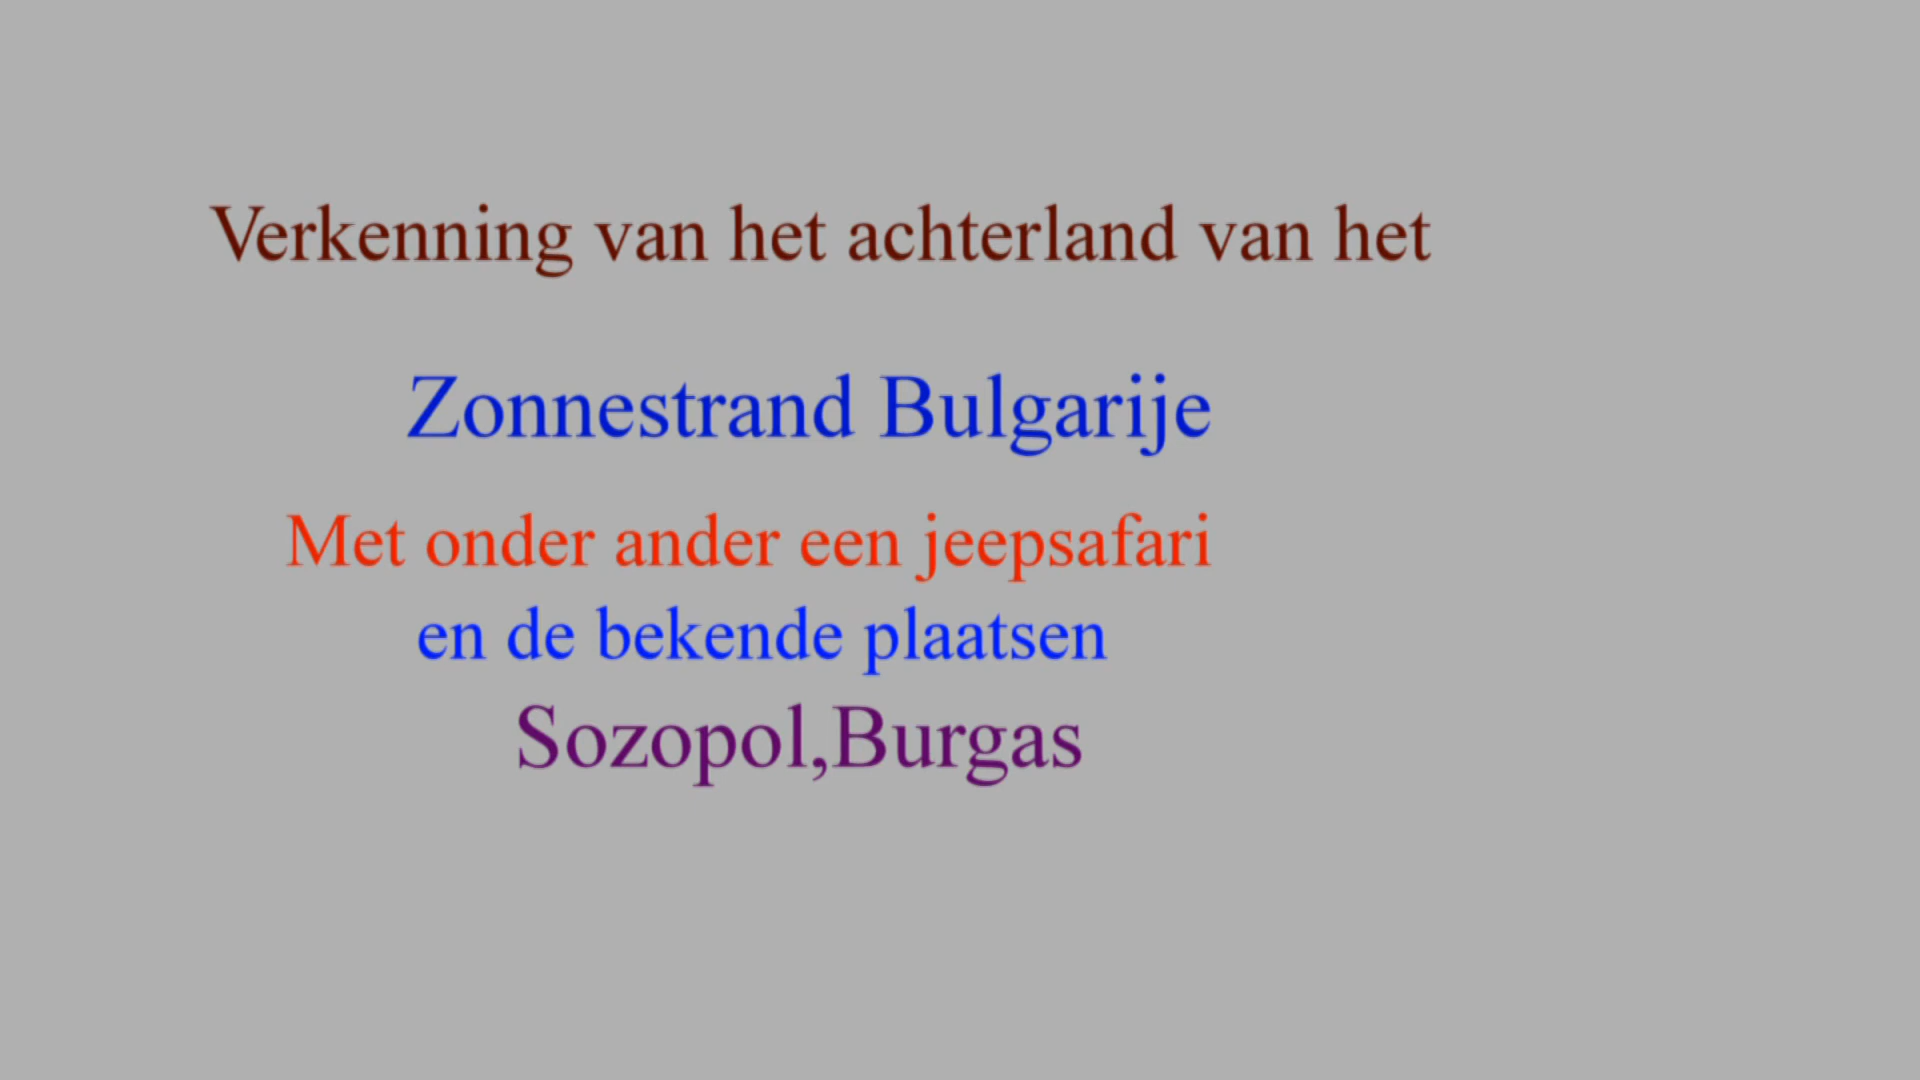 Verkenning van het achterland van het
Zonnestrand Bulgarije
Met onder ander een jeepsafari
en de bekende plaatsen
Sozopol,Burgas